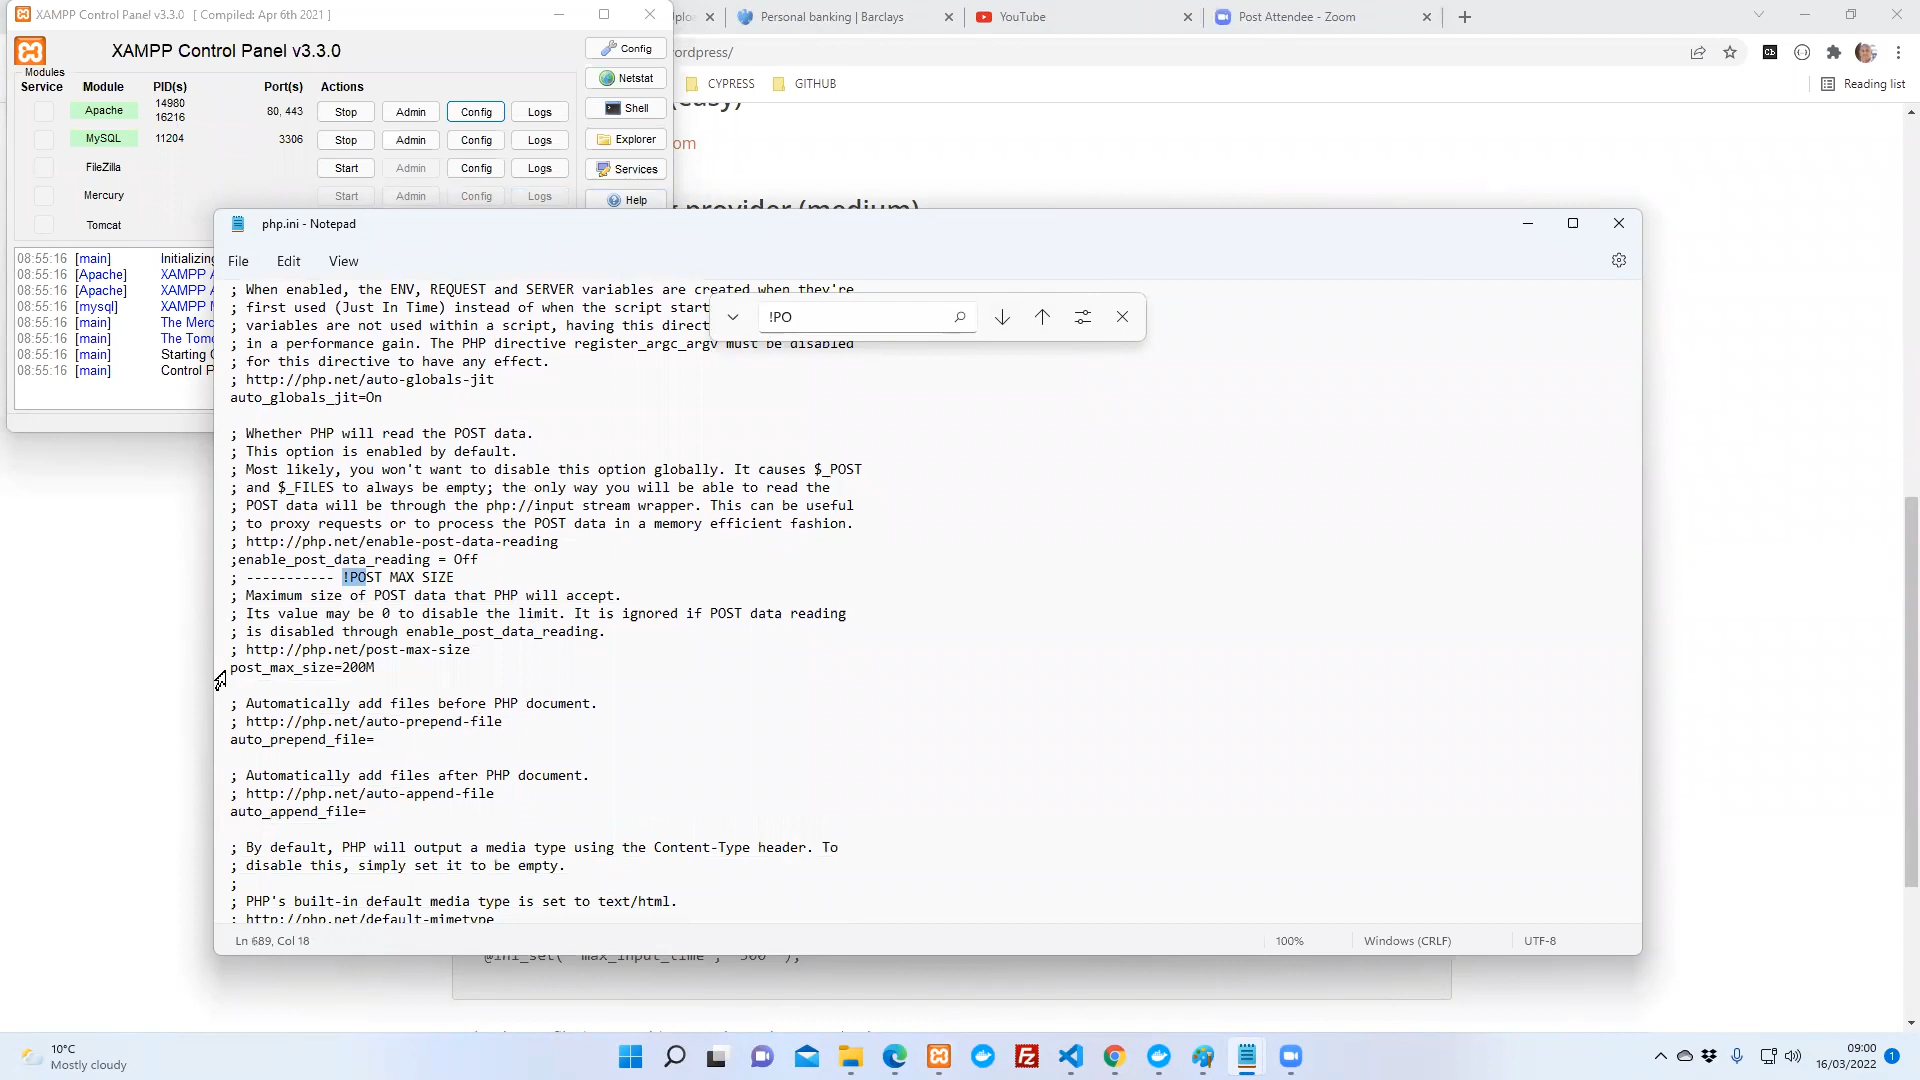 XAMPP Control Panel v3.3.0 [ Compiled: Apr 6th 2021 ]
Personal banking | Barclays
YouTube
Post Attendee - Zoom
XAMPP Control Panel v3.3.0
Config
ordpress/
Modules
Service Module PID(s) Port(s) Actions
Netstat
CYPRESS
GITHUB
Reading list
Apache 14980 16216 80, 443 Stop Admin Config Logs
Shell
MySQL 11204 3306 Stop Admin Config Logs
Explorer
om
FileZilla Start Admin Config Logs
Services
Mercury Start Admin Config Logs
Help
provider (medium)
Tomcat
php.ini - Notepad
08:55:16 [main] Initializing
08:55:16 [Apache] XAMPP A
08:55:16 [Apache] XAMPP A
08:55:16 [mysql] XAMPP M
08:55:16 [main] The Merc
08:55:16 [main] The Tomc
08:55:16 [main] Starting C
08:55:16 [main] Control P
File Edit View
!PO
; When enabled, the ENV, REQUEST and SERVER variables are created when they're
; first used (Just In Time) instead of when the script start
; variables are not used within a script, having this direct
; in a performance gain. The PHP directive register_argc_argv must be disabled
; for this directive to have any effect.
; http://php.net/auto-globals-jit
auto_globals_jit=On
; Whether PHP will read the POST data.
; This option is enabled by default.
; Most likely, you won't want to disable this option globally. It causes $_POST
; and $_FILES to always be empty; the only way you will be able to read the
; POST data will be through the php://input stream wrapper. This can be useful
; to proxy requests or to process the POST data in a memory efficient fashion.
; http://php.net/enable-post-data-reading
;enable_post_data_reading = Off
; ----------- !POST MAX SIZE
; Maximum size of POST data that PHP will accept.
; Its value may be 0 to disable the limit. It is ignored if POST data reading
; is disabled through enable_post_data_reading.
; http://php.net/post-max-size
post_max_size=200M
; Automatically add files before PHP document.
; http://php.net/auto-prepend-file
auto_prepend_file=
; Automatically add files after PHP document.
; http://php.net/auto-append-file
auto_append_file=
; By default, PHP will output a media type using the Content-Type header. To
; disable this, simply set it to be empty.
;
; PHP's built-in default media type is set to text/html.
; http://php.net/default-mimetype
Ln 689, Col 18
100%
Windows (CRLF)
UTF-8
10°C
Mostly cloudy
09:00
16/03/2022
1